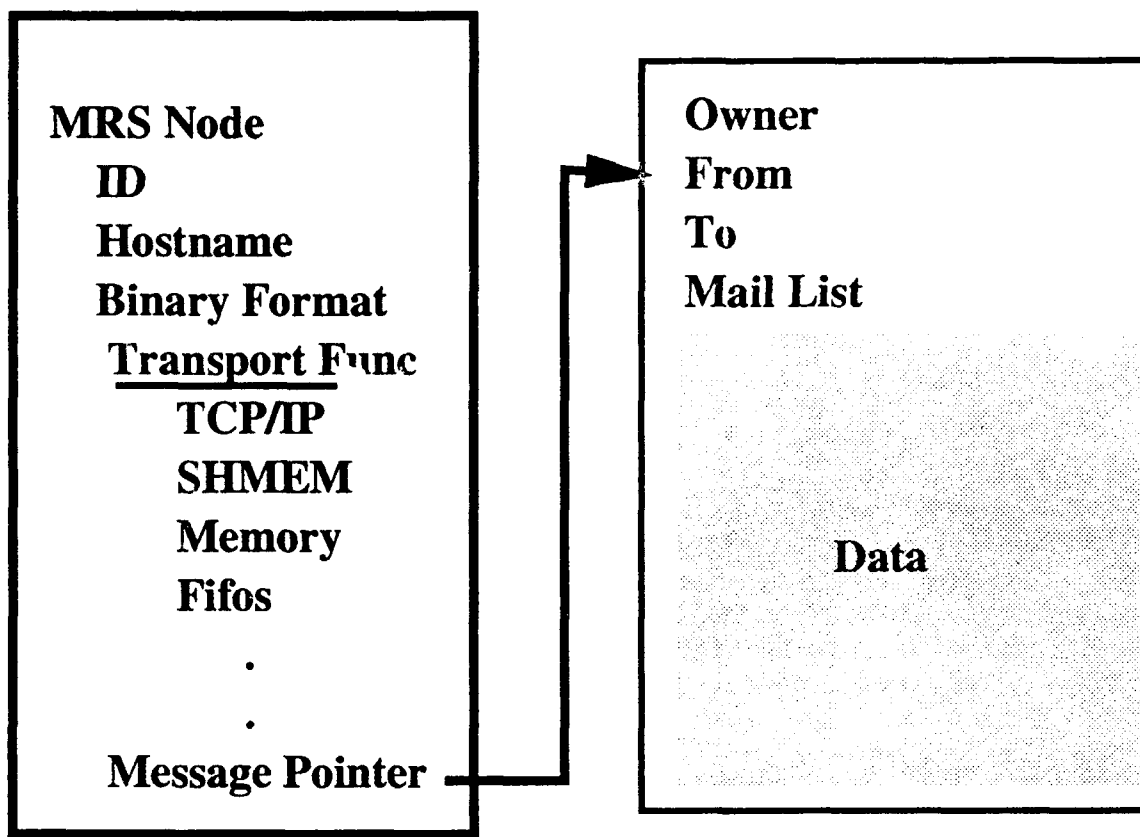 MRS Node
ID
Hostname
Binary Format
Transport Func
TCP/IP
SHMEM
Memory
Fifos
.
.
Message Pointer
Owner
From
To
Mail List
Data